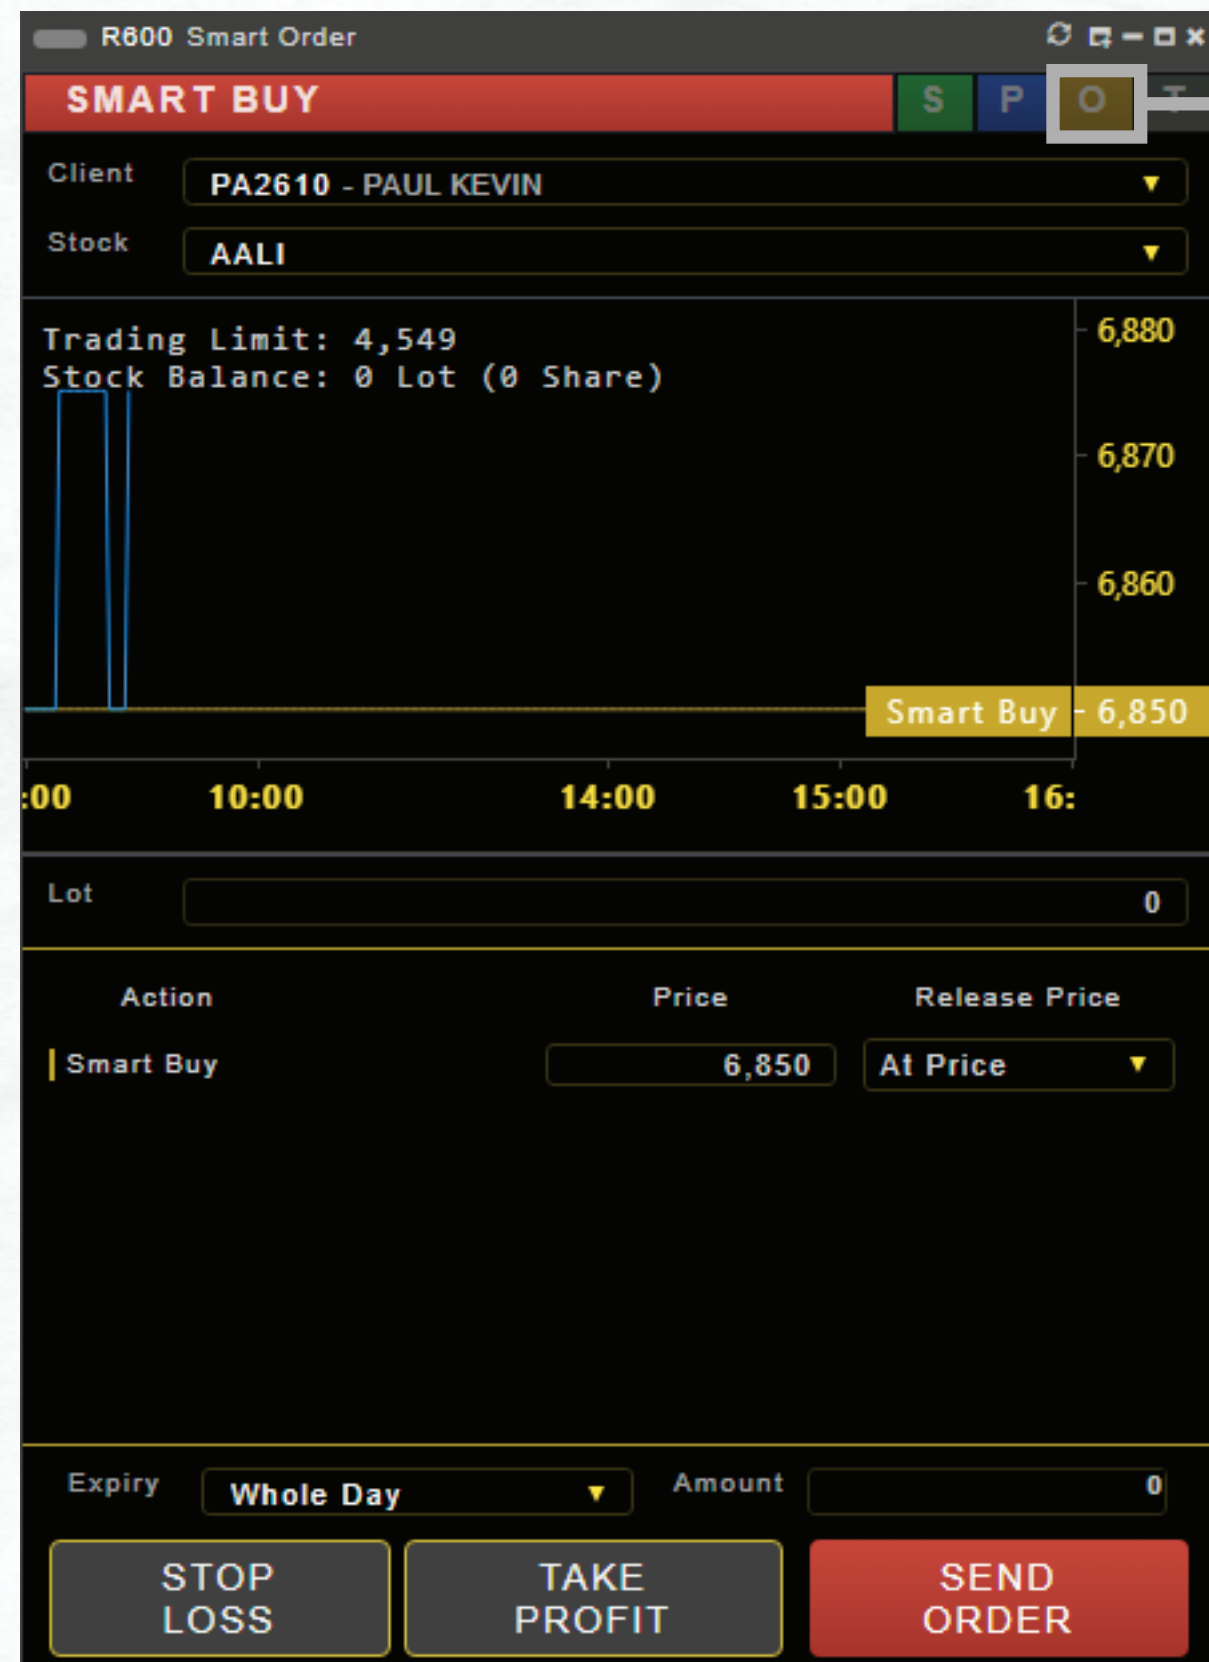 R600 Smart Order
SMART BUY S P O T
Client PA2610 - PAUL KEVIN
Stock AALI
Trading Limit: 4,549
Stock Balance: 0 Lot (0 Share)
6,880
6,870
6,860
Smart Buy 6,850
:00 10:00 14:00 15:00 16:
Lot 0
Action Price Release Price
Smart Buy 6,850 At Price
Expiry Whole Day Amount 0
STOP LOSS
TAKE PROFIT
SEND ORDER